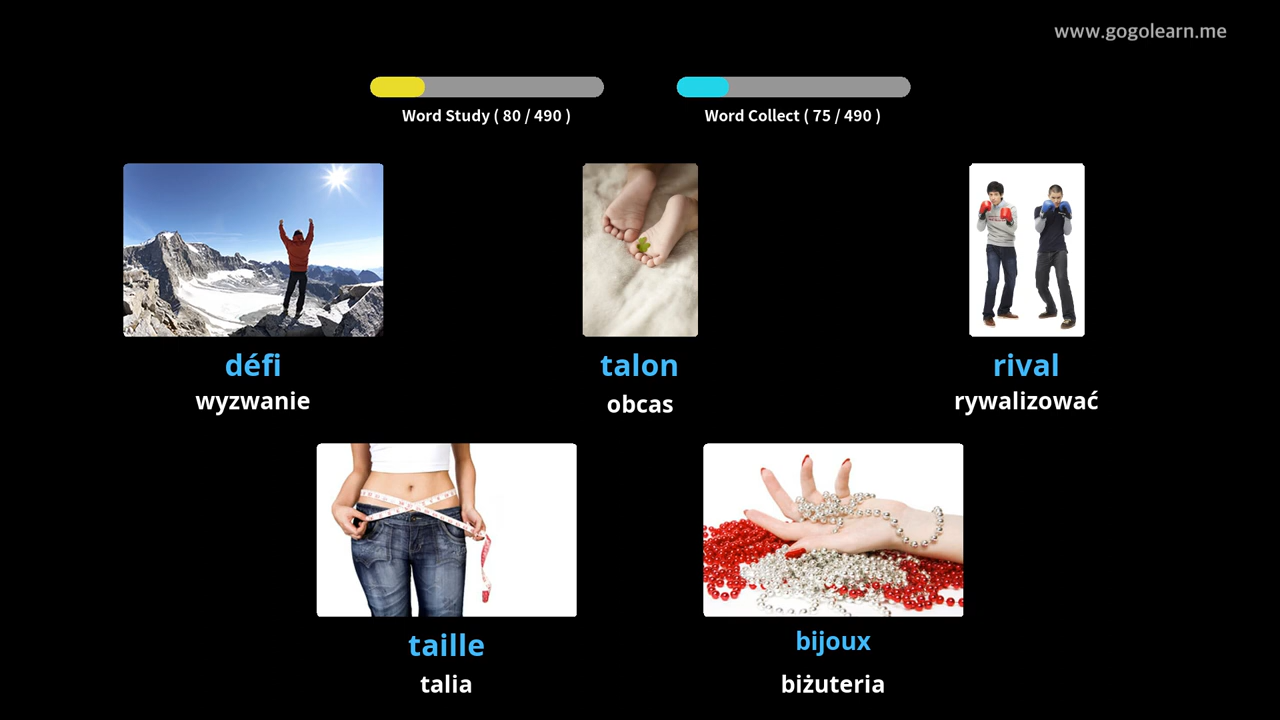 www.gogolearn.me
Word Study ( 80 / 490 )
Word Collect ( 75 / 490 )
défi
wyzwanie
talon
obcas
rival
rywalizować
taille
talia
bijoux
biżuteria